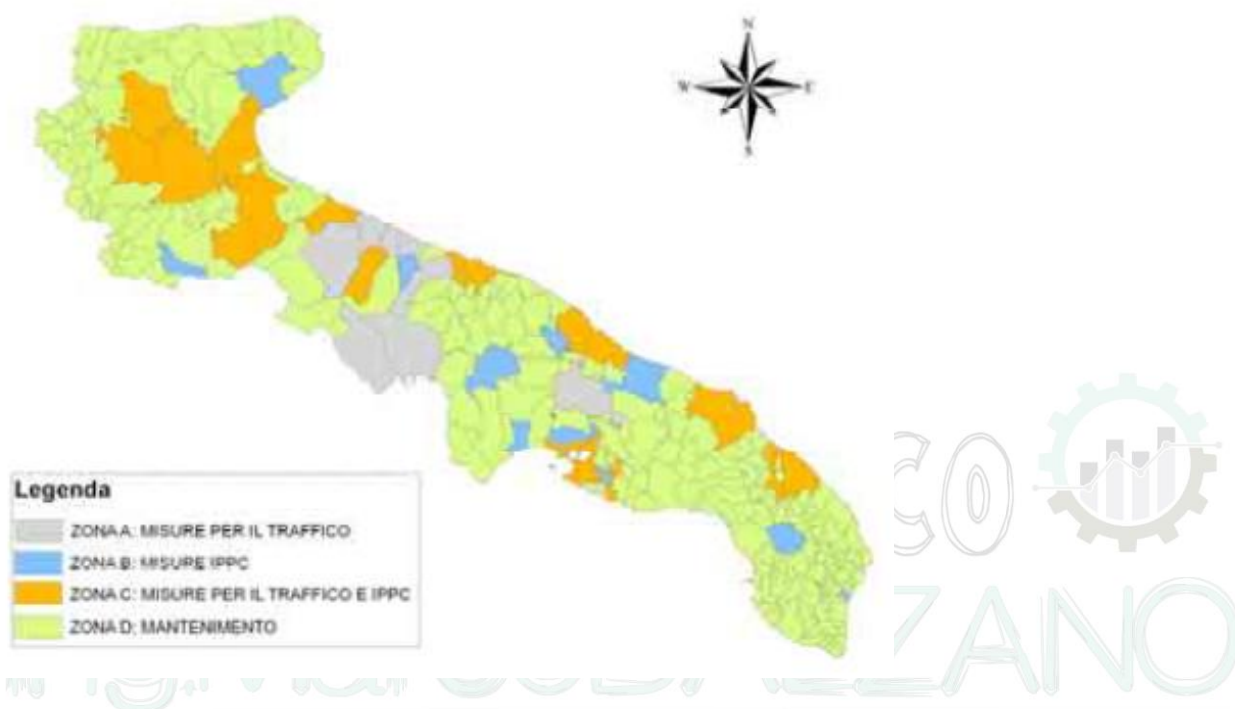 N
W E
S
Legenda
ZONA A: MISURE PER IL TRAFFICO
ZONA B: MISURE IPPC
ZONA C: MISURE PER IL TRAFFICO E IPPC
ZONA D: MANTENIMENTO